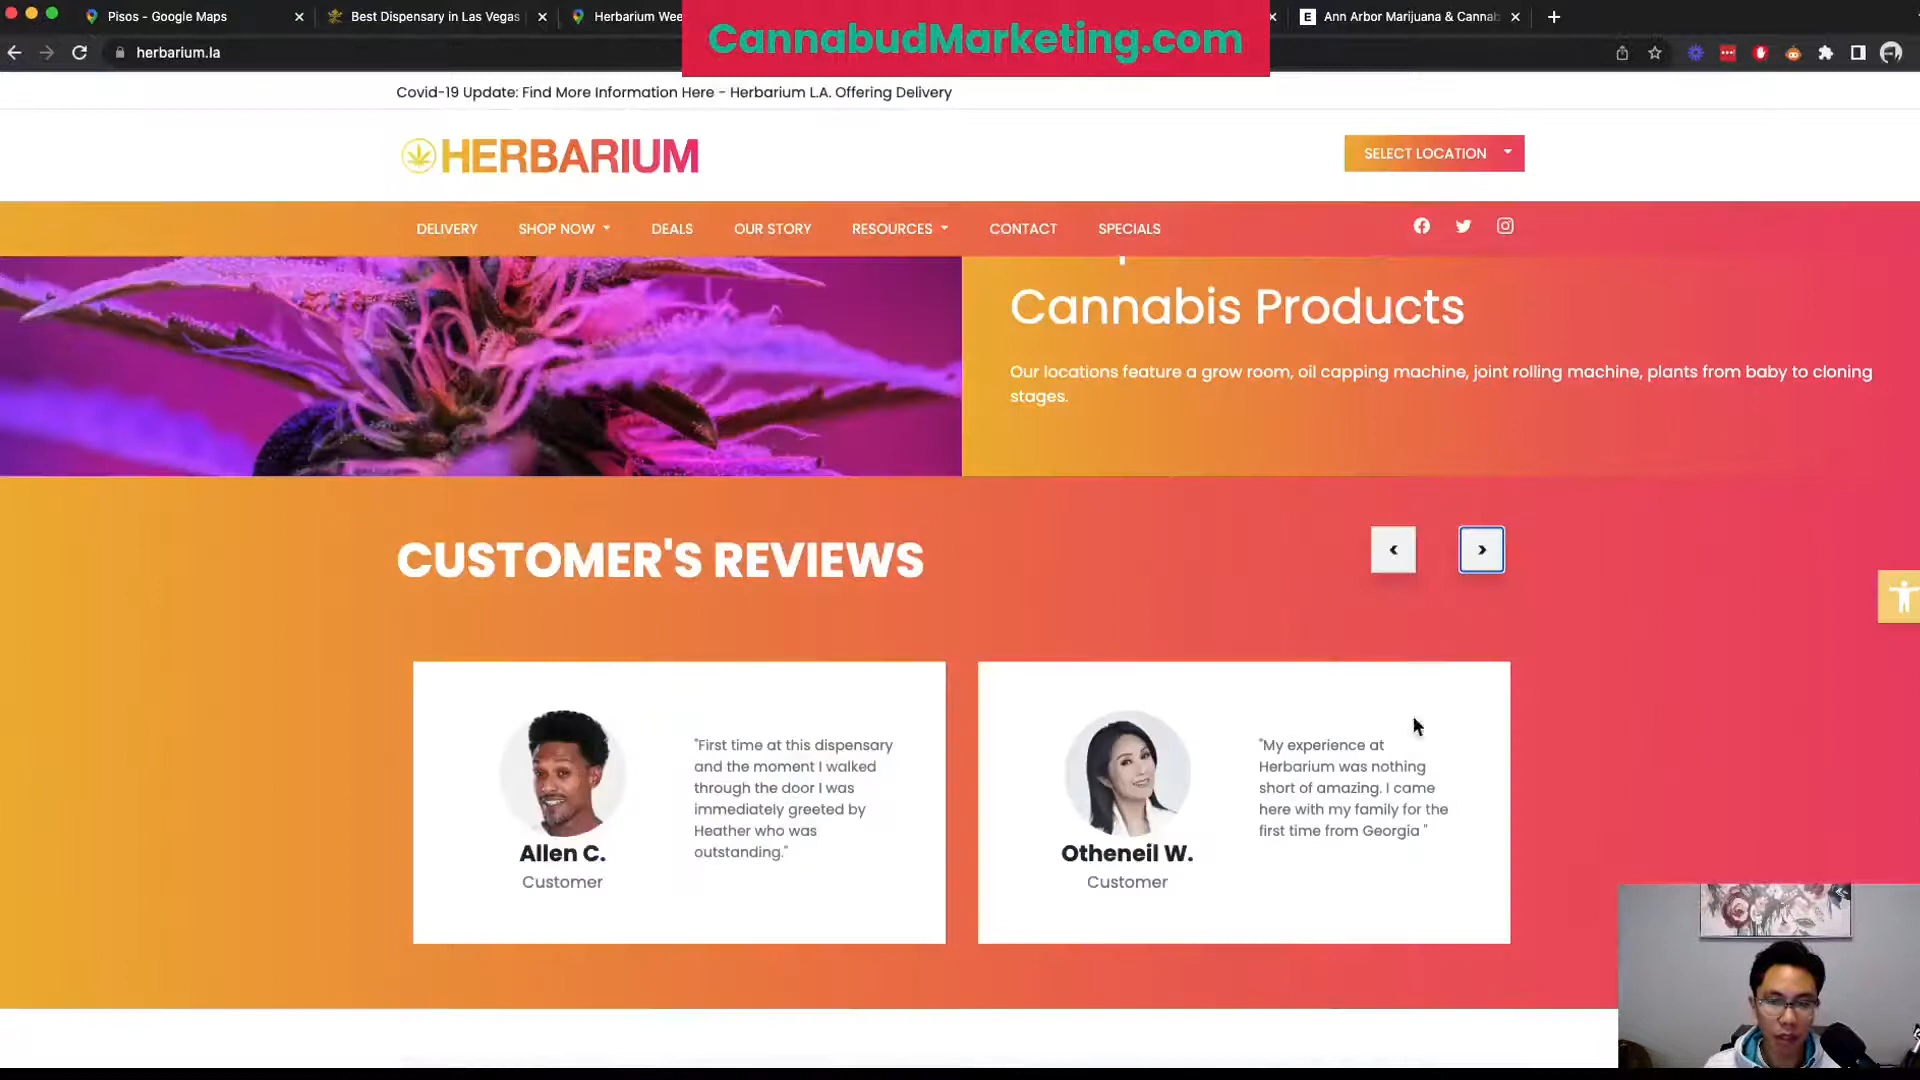 Pisos - Google Maps
Best Dispensary in Las Vegas
Herbarium Wee
Ann Arbor Marijuana & Cannab
CannabudMarketing.com
herbarium.la
Covid-19 Update: Find More Information Here - Herbarium L.A. Offering Delivery
HERBARIUM
SELECT LOCATION
DELIVERY SHOP NOW DEALS OUR STORY RESOURCES CONTACT SPECIALS
Cannabis Products
Our locations feature a grow room, oil capping machine, joint rolling machine, plants from baby to cloning
stages.
CUSTOMER'S REVIEWS
"First time at this dispensary
and the moment I walked
through the door I was
immediately greeted by
Heather who was
outstanding."
Allen C.
Customer
"My experience at
Herbarium was nothing
short of amazing. I came
here with my family for the
first time from Georgia "
Otheneil W.
Customer